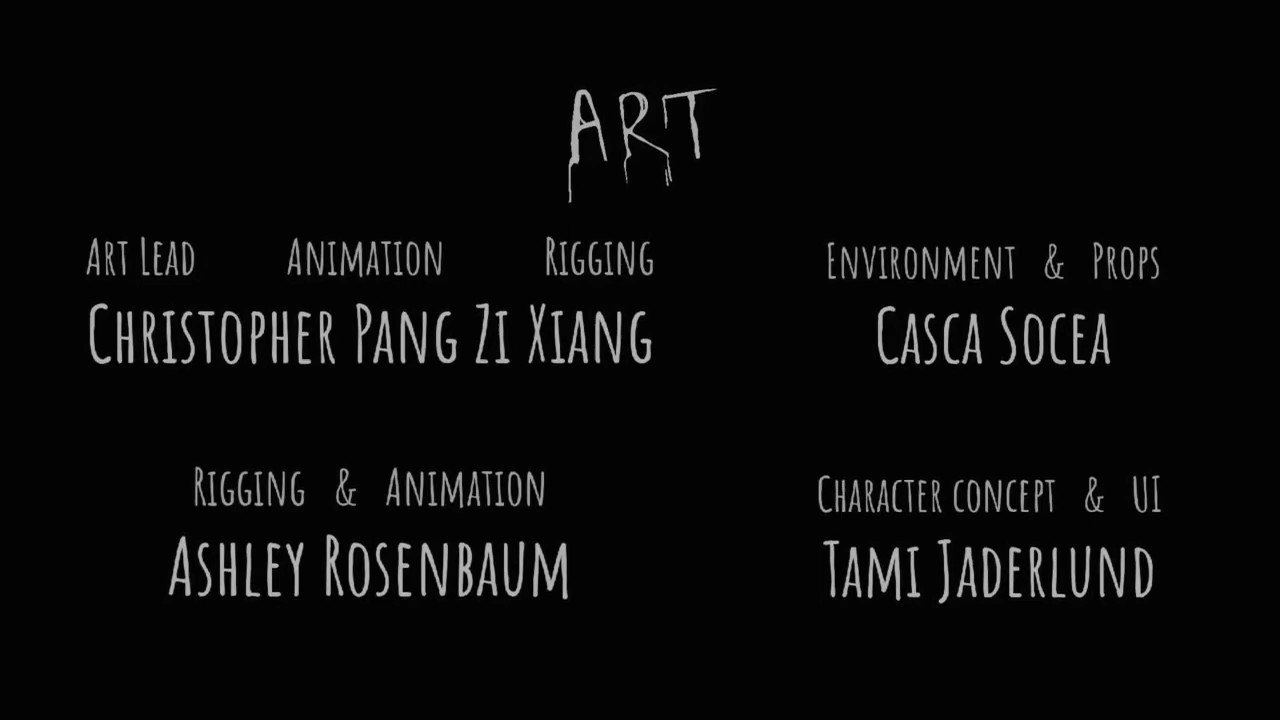 ART
Art Lead Animation Rigging
Christopher Pang Zi Xiang
Environment & Props
Casca Socea
Rigging & Animation
Ashley Rosenbaum
Character concept & UI
Tami Jaderlund